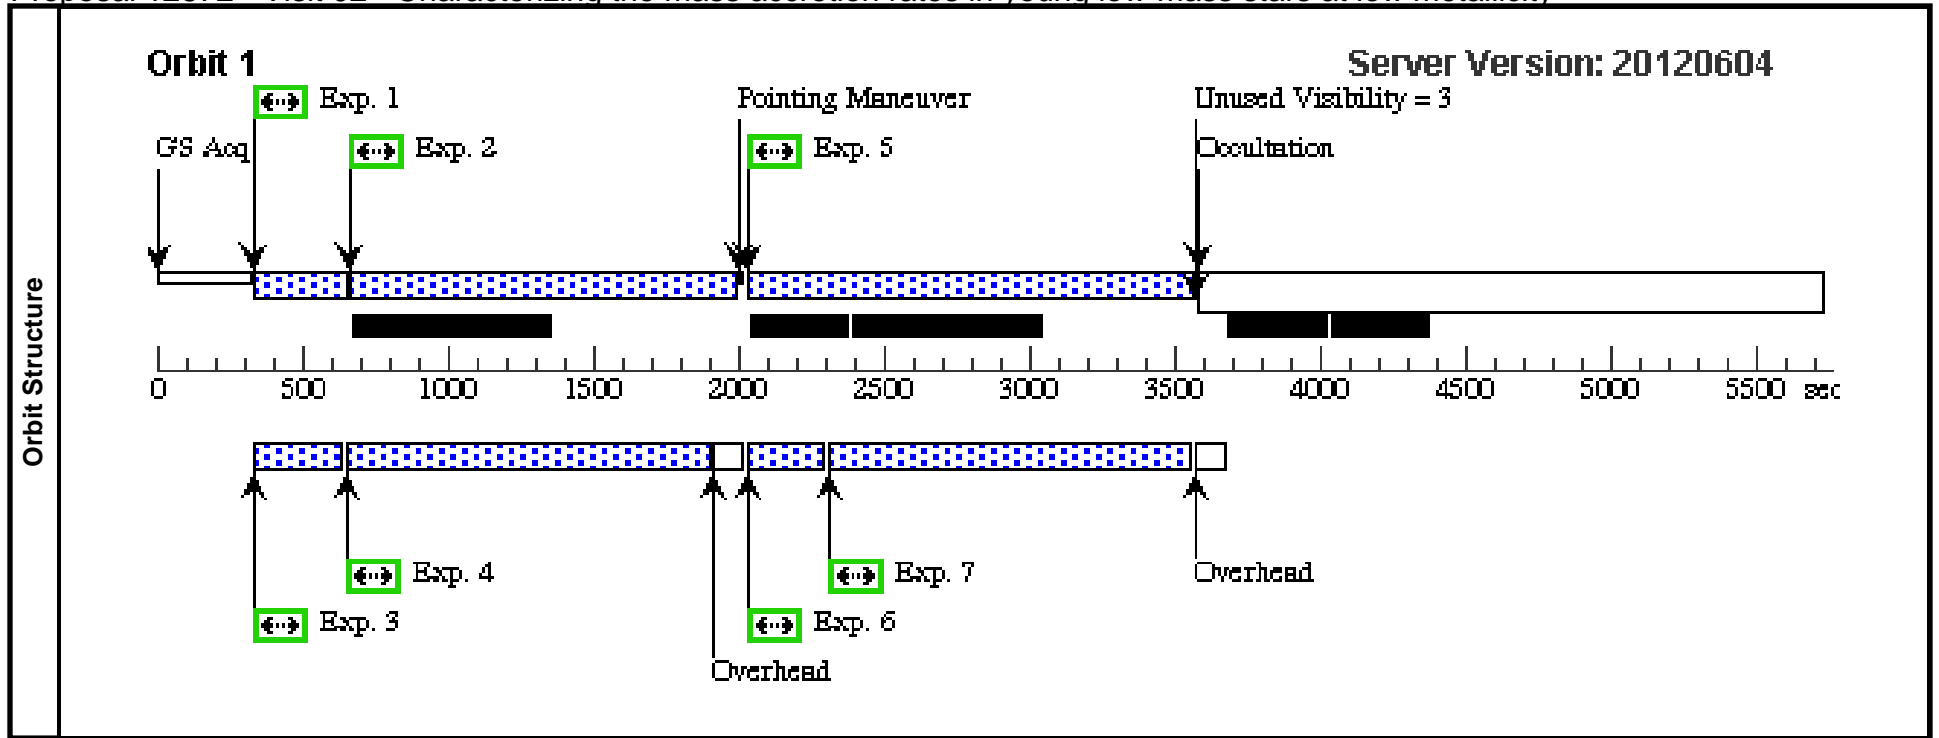 Orbit Structure
Orbit 1
Server Version: 20120604
Exp. 1
Pointing Maneuver
Unused Visibility = 3
GS Acq
Exp. 2
Exp. 5
Occultation
0 500 1000 1500 2000 2500 3000 3500 4000 4500 5000 5500 sec
Exp. 4
Exp. 7
Overhead
Exp. 3
Exp. 6
Overhead